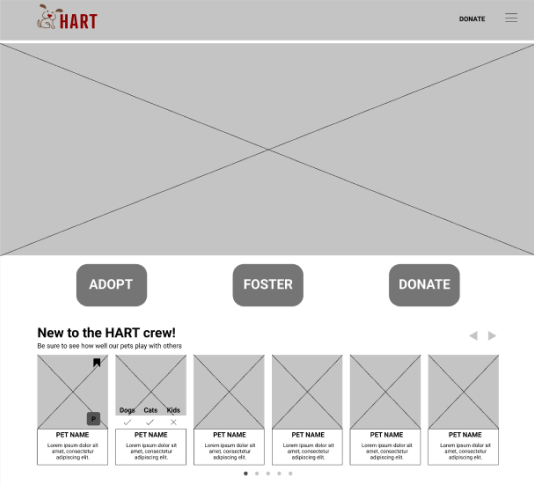 HART
DONATE
ADOPT
FOSTER
DONATE
New to the HART crew!
Be sure to see how well our pets play with others
P
Dogs Cats Kids
PET NAME
Lorem ipsum dolor sit
amet, consectetur
adipiscing elit.
PET NAME
Lorem ipsum dolor sit
amet, consectetur
adipiscing elit.
PET NAME
Lorem ipsum dolor sit
amet, consectetur
adipiscing elit.
PET NAME
Lorem ipsum dolor sit
amet, consectetur
adipiscing elit.
PET NAME
Lorem ipsum dolor sit
amet, consectetur
adipiscing elit.
PET NAME
Lorem ipsum dolor sit
amet, consectetur
adipiscing elit.